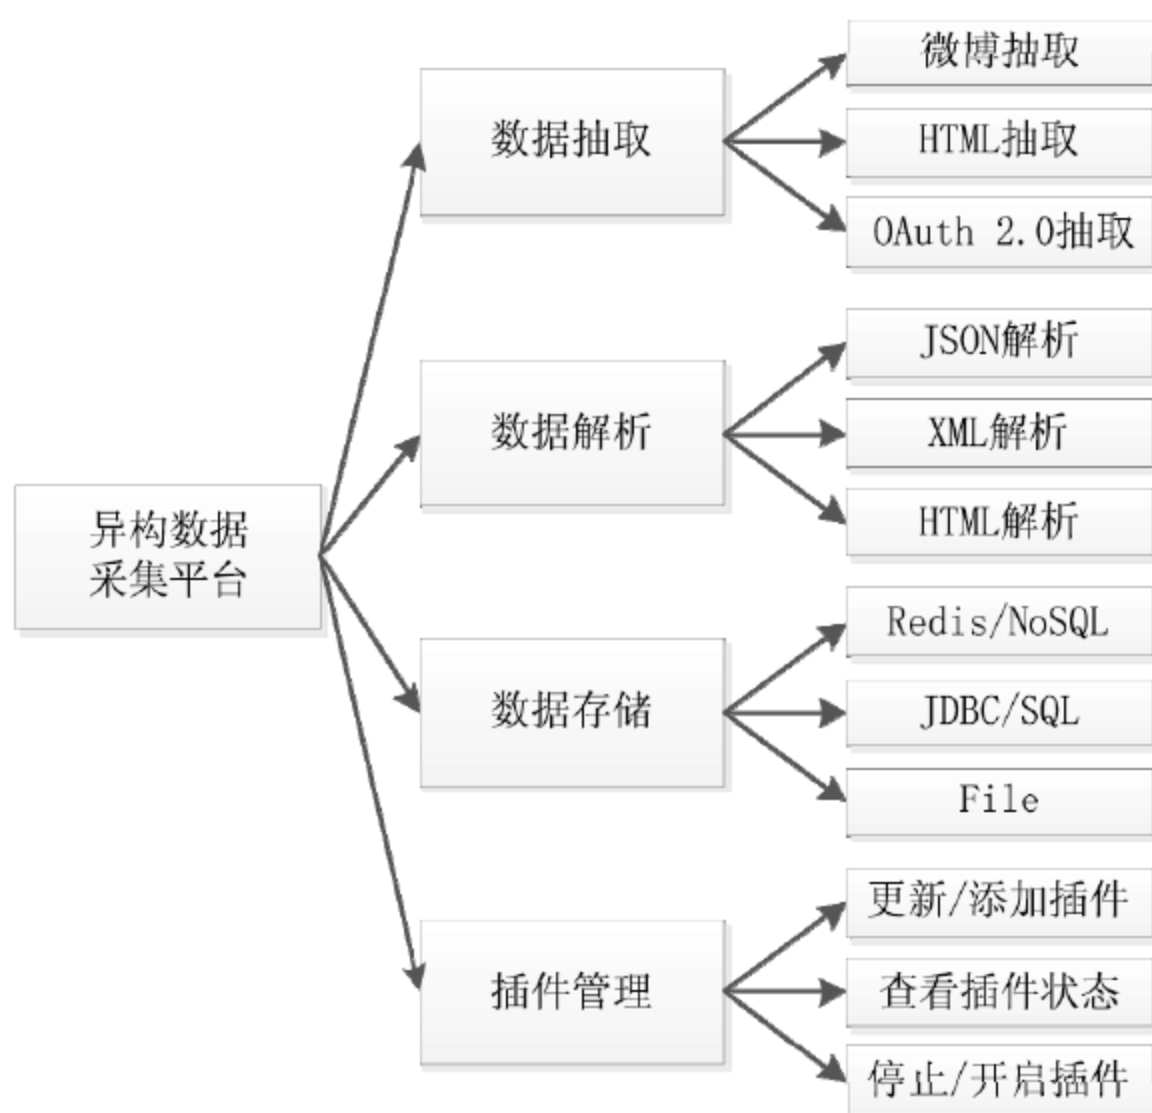 微博抽取
数据抽取
HTML抽取
OAuth 2.0抽取
JSON解析
数据解析
XML解析
HTML解析
异构数据
采集平台
Redis/NoSQL
数据存储
JDBC/SQL
File
更新/添加插件
插件管理
查看插件状态
停止/开启插件